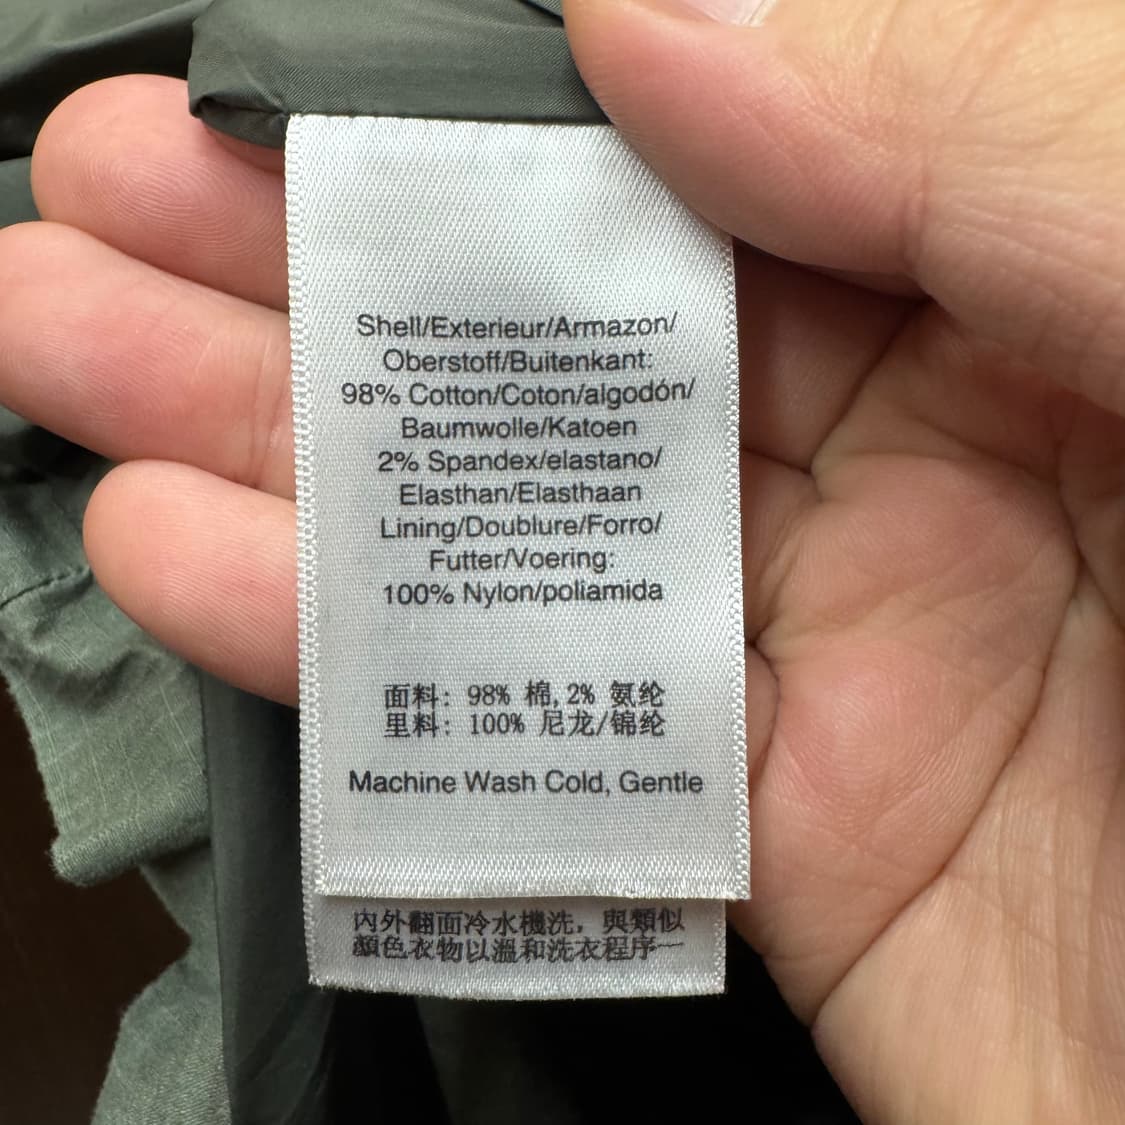 Shell/Exterieur/Armazon/
Oberstoff/Buitenkant:
98% Cotton/Coton/algodón/
Baumwolle/Katoen
2% Spandex/elastano/
Elasthan/Elasthaan
Lining/Doublure/Forro/
Futter/Voering:
100% Nylon/poliamida
面料: 98% 棉,2% 氨纶
里料: 100% 尼龙/锦纶
Machine Wash Cold, Gentle
內外翻面冷水機洗, 與類似
顏色衣物以溫和洗衣程序一